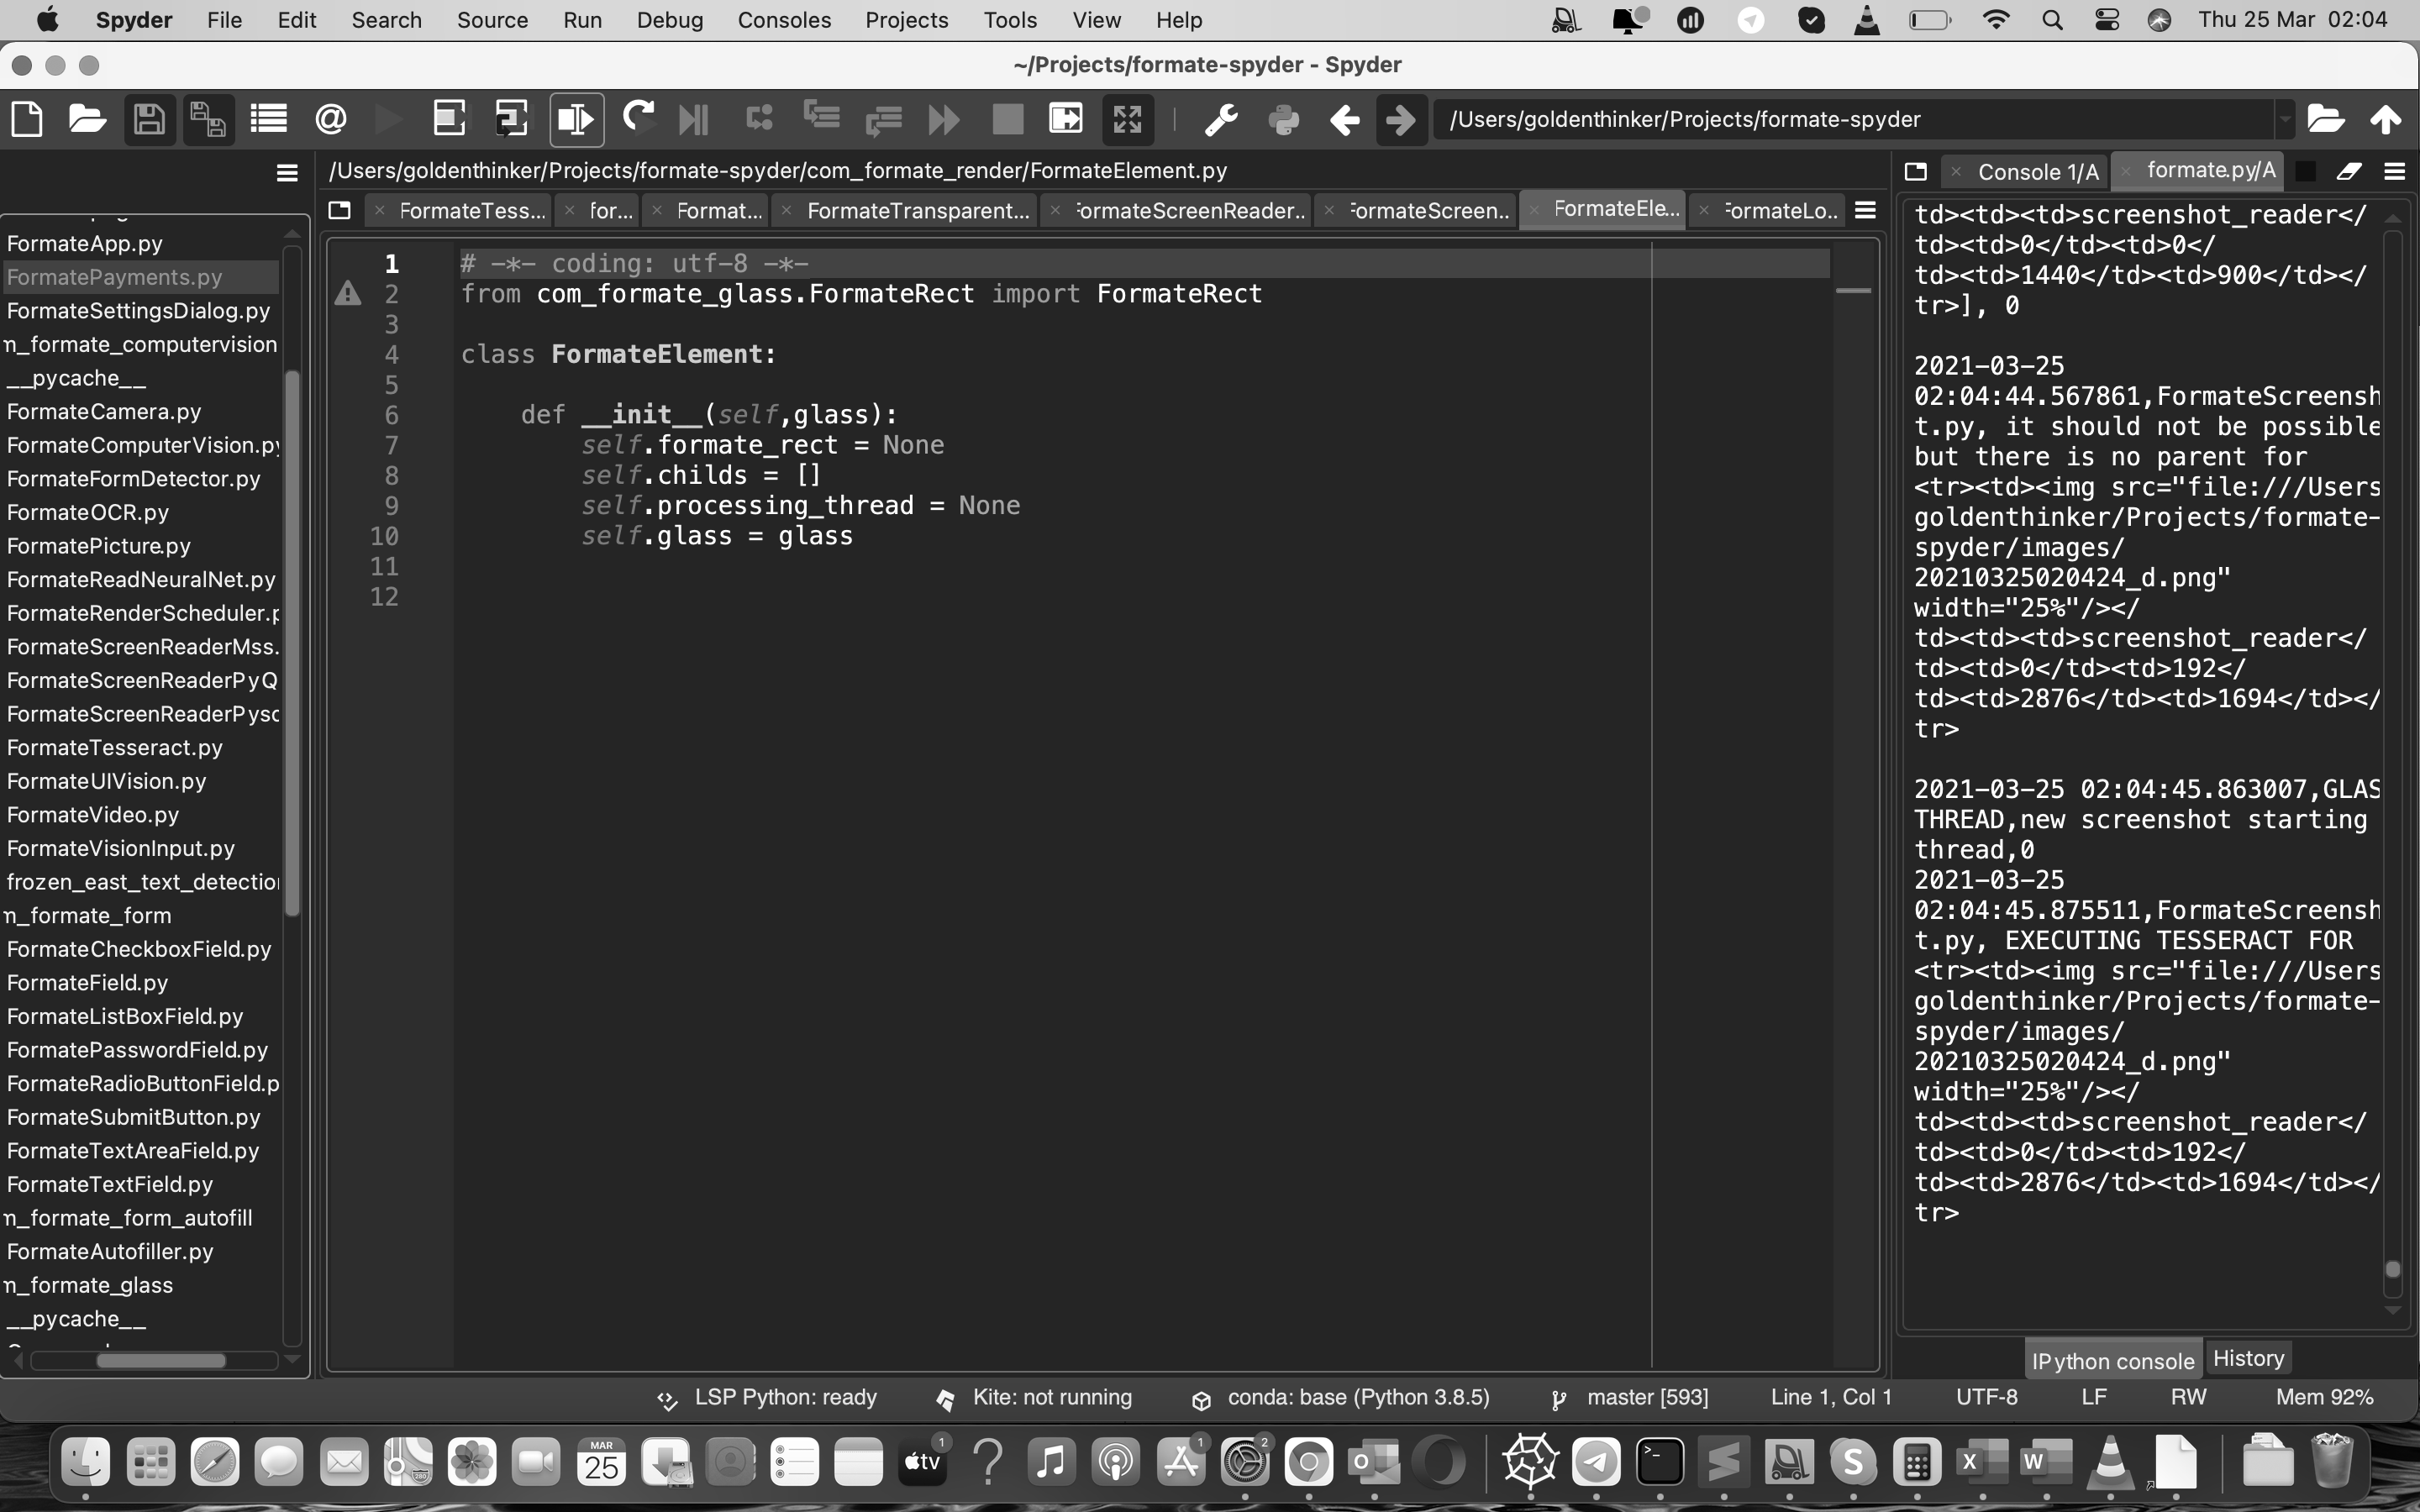 Spyder File Edit Search Source Run Debug Consoles Projects Tools View Help Thu 25 Mar 02:04
~/Projects/formate-spyder - Spyder
/Users/goldenthinker/Projects/formate-spyder
/Users/goldenthinker/Projects/formate-spyder/com_formate_render/FormateElement.py
FormateTess... for... Format... FormateTransparent... FormateScreenReader... FormateScreen... FormateEle... FormateLo...
FormateApp.py
FormatePayments.py
FormateSettingsDialog.py
m_formate_computervision
__pycache__
FormateCamera.py
FormateComputerVision.py
FormateFormDetector.py
FormateOCR.py
FormatePicture.py
FormateReadNeuralNet.py
FormateRenderScheduler.p
FormateScreenReaderMss.
FormateScreenReaderPyQ
FormateScreenReaderPysc
FormateTesseract.py
FormateUIVision.py
FormateVideo.py
FormateVisionInput.py
frozen_east_text_detection
m_formate_form
FormateCheckboxField.py
FormateField.py
FormateListBoxField.py
FormatePasswordField.py
FormateRadioButtonField.p
FormateSubmitButton.py
FormateTextAreaField.py
FormateTextField.py
m_formate_form_autofill
FormateAutofiller.py
m_formate_glass
__pycache__
1 # -*- coding: utf-8 -*-
2 from com_formate_glass.FormateRect import FormateRect
3
4 class FormateElement:
5
6 def __init__(self,glass):
7 self.formate_rect = None
8 self.childs = []
9 self.processing_thread = None
10 self.glass = glass
11
12
Console 1/A formate.py/A
td><td><td>screenshot_reader</
td><td>0</td><td>0</
td><td>1440</td><td>900</td></
tr>], 0
2021-03-25
02:04:44.567861,FormateScreensh
t.py, it should not be possible
but there is no parent for
<tr><td><img src="file:///Users
goldenthinker/Projects/formate-
spyder/images/
20210325020424_d.png"
width="25%"/></
td><td><td>screenshot_reader</
td><td>0</td><td>192</
td><td>2876</td><td>1694</td></
tr>
2021-03-25 02:04:45.863007,GLAS
THREAD,new screenshot starting
thread,0
2021-03-25
02:04:45.875511,FormateScreensh
t.py, EXECUTING TESSERACT FOR
<tr><td><img src="file:///Users
goldenthinker/Projects/formate-
spyder/images/
20210325020424_d.png"
width="25%"/></
td><td><td>screenshot_reader</
td><td>0</td><td>192</
td><td>2876</td><td>1694</td></
tr>
IPython console History
LSP Python: ready Kite: not running conda: base (Python 3.8.5) master [593] Line 1, Col 1 UTF-8 LF RW Mem 92%
MAR
25
tv
1
1
2